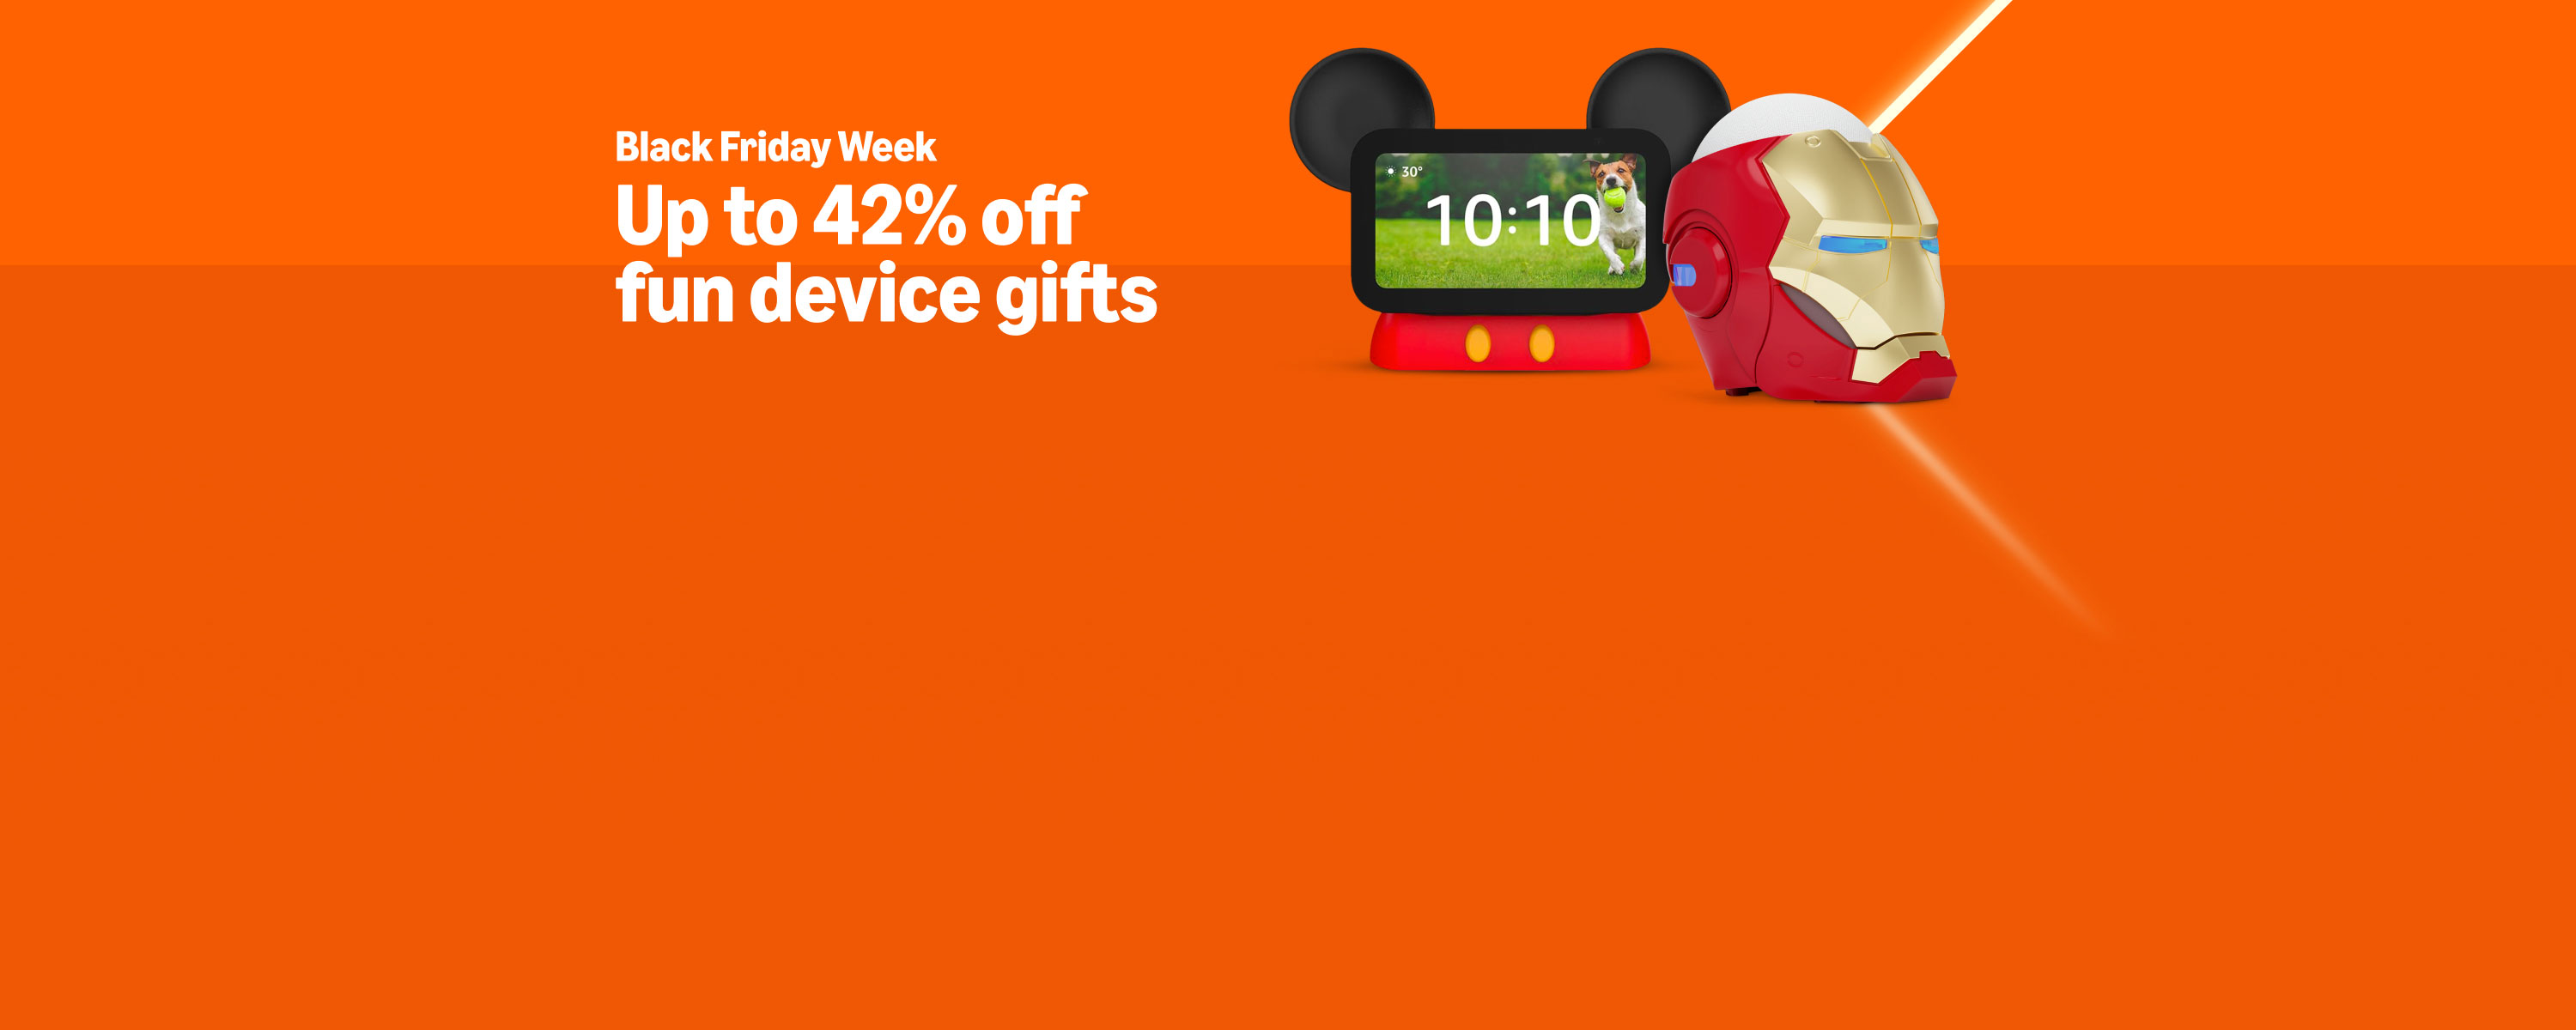 Black Friday Week
Up to 42% off
fun device gifts
30°
10:10